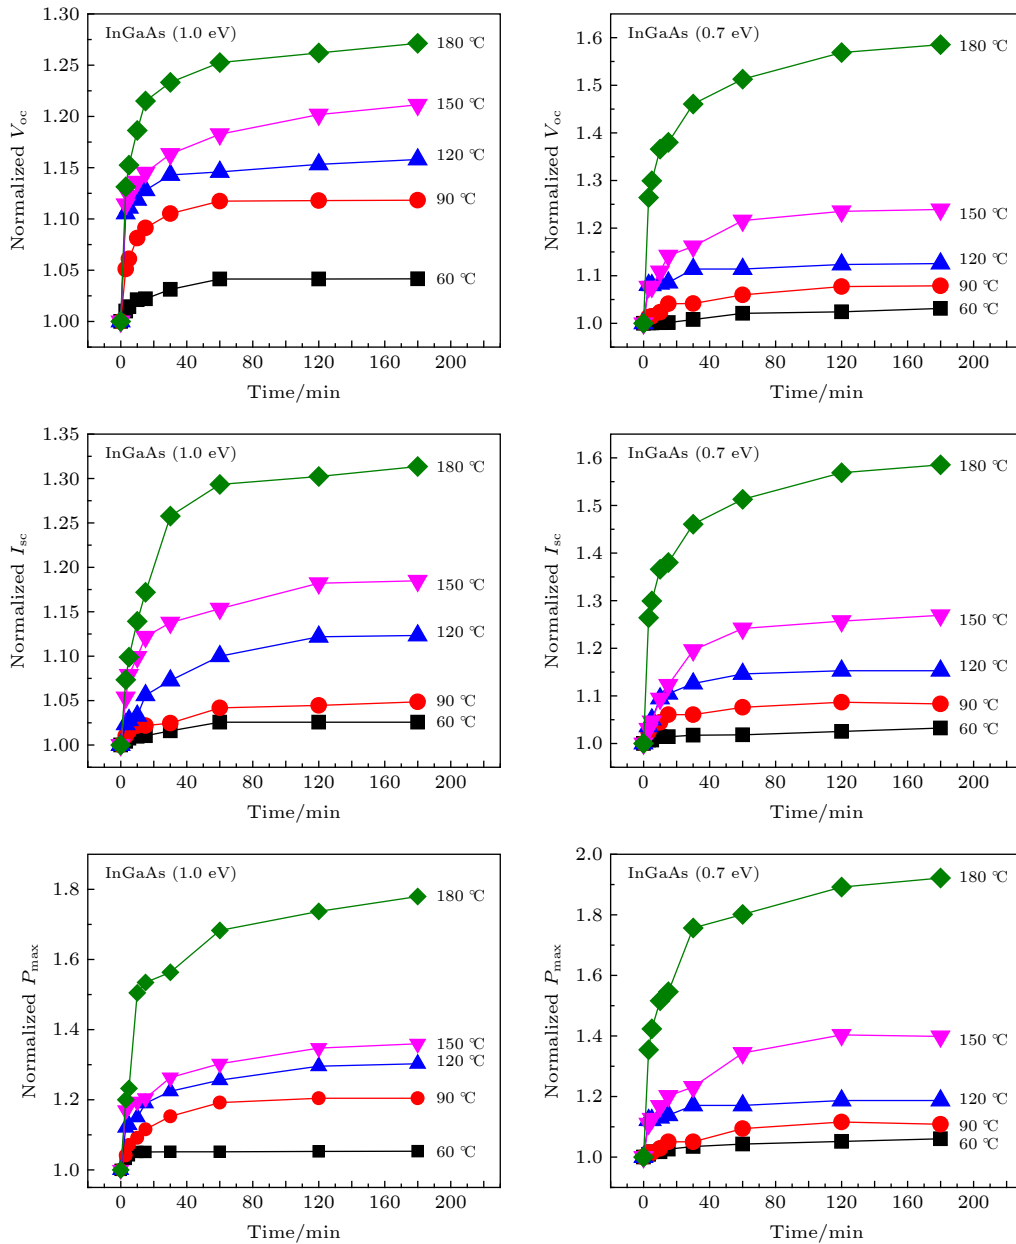 InGaAs (1.0 eV)
Normalized Voc
1.30
1.25
1.20
1.15
1.10
1.05
1.00
180 ℃
150 ℃
120 ℃
90 ℃
60 ℃
0 40 80 120 160 200
Time/min
InGaAs (0.7 eV)
Normalized Voc
1.6
1.5
1.4
1.3
1.2
1.1
1.0
180 ℃
150 ℃
120 ℃
90 ℃
60 ℃
0 40 80 120 160 200
Time/min
InGaAs (1.0 eV)
Normalized Isc
1.35
1.30
1.25
1.20
1.15
1.10
1.05
1.00
180 ℃
150 ℃
120 ℃
90 ℃
60 ℃
0 40 80 120 160 200
Time/min
InGaAs (0.7 eV)
Normalized Isc
1.6
1.5
1.4
1.3
1.2
1.1
1.0
180 ℃
150 ℃
120 ℃
90 ℃
60 ℃
0 40 80 120 160 200
Time/min
InGaAs (1.0 eV)
Normalized Pmax
1.8
1.6
1.4
1.2
1.0
180 ℃
150 ℃
120 ℃
90 ℃
60 ℃
0 40 80 120 160 200
Time/min
InGaAs (0.7 eV)
Normalized Pmax
2.0
1.8
1.6
1.4
1.2
1.0
180 ℃
150 ℃
120 ℃
90 ℃
60 ℃
0 40 80 120 160 200
Time/min